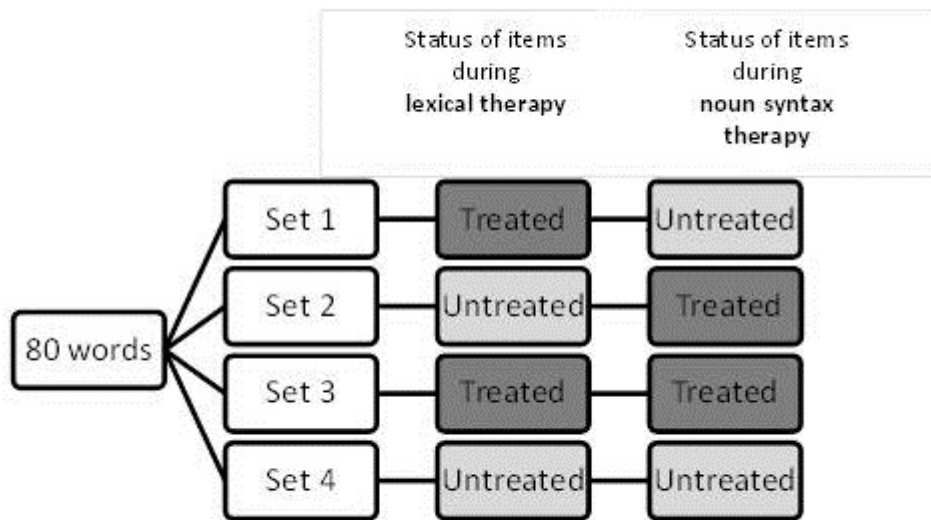 Status of items
during
lexical therapy
Status of items
during
noun syntax
therapy
80 words
Set 1
Treated
Untreated
Set 2
Untreated
Treated
Set 3
Treated
Treated
Set 4
Untreated
Untreated